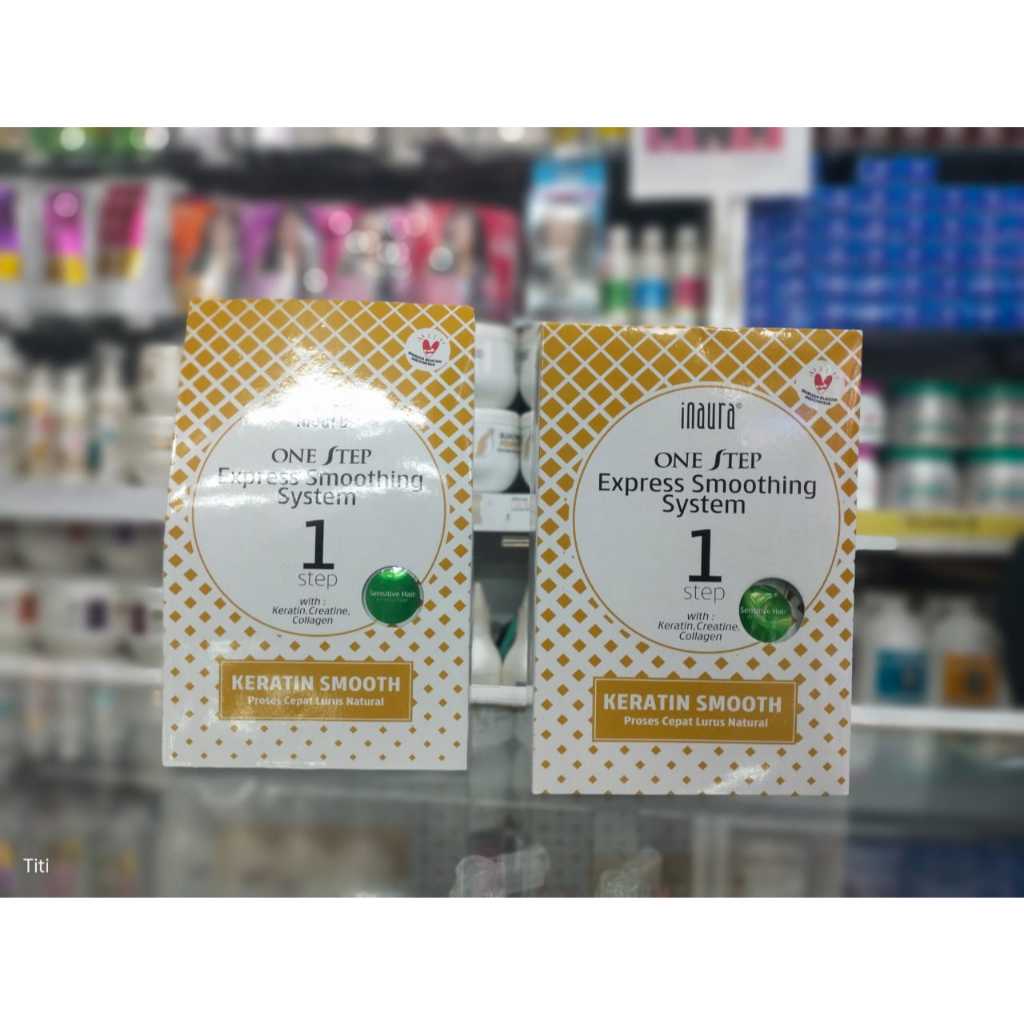 ONE STEP
Express Smoothing
System
1
step
with :
Keratin, Creatine,
Collagen
Sensitive Hair
KERATIN SMOOTH
Proses Cepat Lurus Natural
inaura®
ONE STEP
Express Smoothing
System
1
step
with :
Keratin, Creatine,
Collagen
Sensitive Hair
KERATIN SMOOTH
Proses Cepat Lurus Natural
Titi